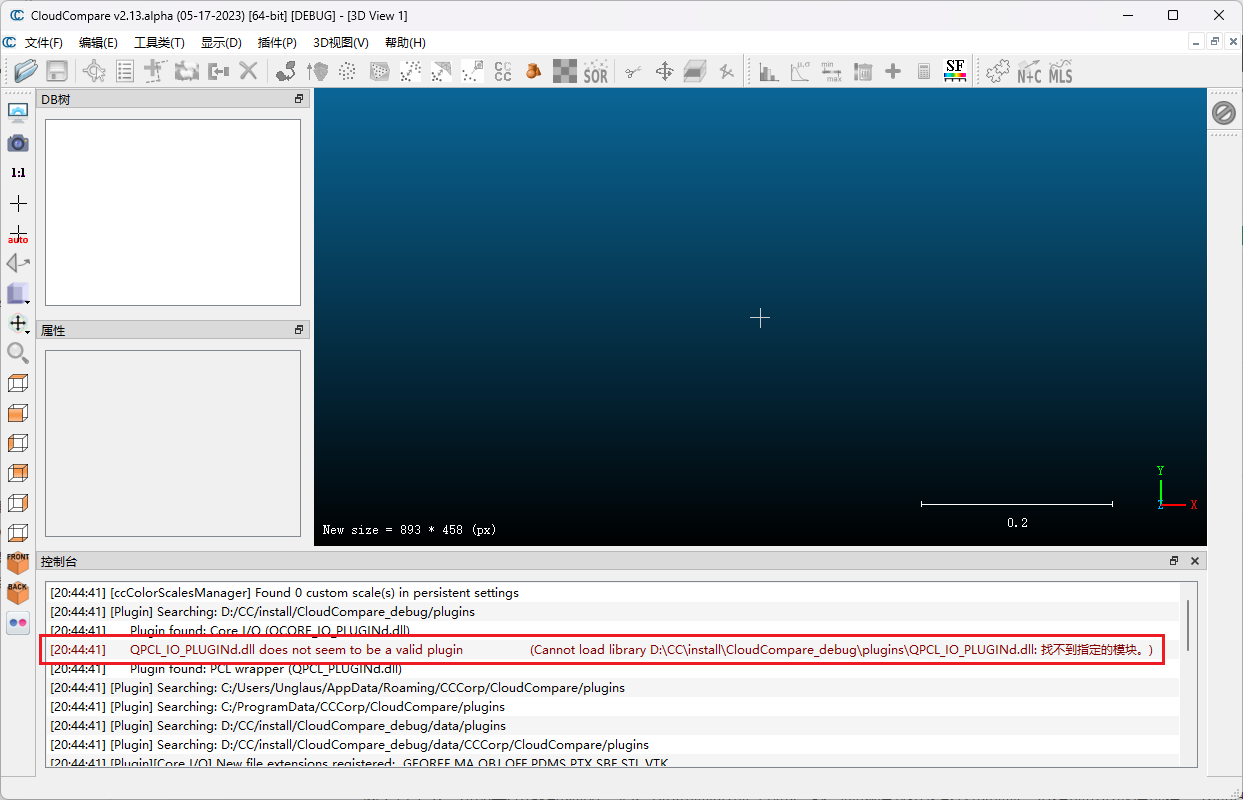 CloudCompare v2.13.alpha (05-17-2023) [64-bit] [DEBUG] - [3D View 1]
文件(F) 编辑(E) 工具类(T) 显示(D) 插件(P) 3D视图(V) 帮助(H)
CC CC SOR μ,σ min max SF N+C MLS
DB树
1:1
auto
属性
FRONT
BACK
New size = 893 * 458 (px)
0.2
Y
X
Z
控制台
[20:44:41] [ccColorScalesManager] Found 0 custom scale(s) in persistent settings
[20:44:41] [Plugin] Searching: D:/CC/install/CloudCompare_debug/plugins
[20:44:41] Plugin found: Core I/O (QCORE_IO_PLUGINd.dll)
[20:44:41] QPCL_IO_PLUGINd.dll does not seem to be a valid plugin (Cannot load library D:\CC\install\CloudCompare_debug\plugins\QPCL_IO_PLUGINd.dll: 找不到指定的模块。)
[20:44:41] Plugin found: PCL wrapper (QPCL_PLUGINd.dll)
[20:44:41] [Plugin] Searching: C:/Users/Unglaus/AppData/Roaming/CCCorp/CloudCompare/plugins
[20:44:41] [Plugin] Searching: C:/ProgramData/CCCorp/CloudCompare/plugins
[20:44:41] [Plugin] Searching: D:/CC/install/CloudCompare_debug/data/plugins
[20:44:41] [Plugin] Searching: D:/CC/install/CloudCompare_debug/data/CCCorp/CloudCompare/plugins
[20:44:41] [Plugin][Core I/O] New file extensions registered: GEOREF MA OBJ OFF PDMS PTX SBF STL VTK